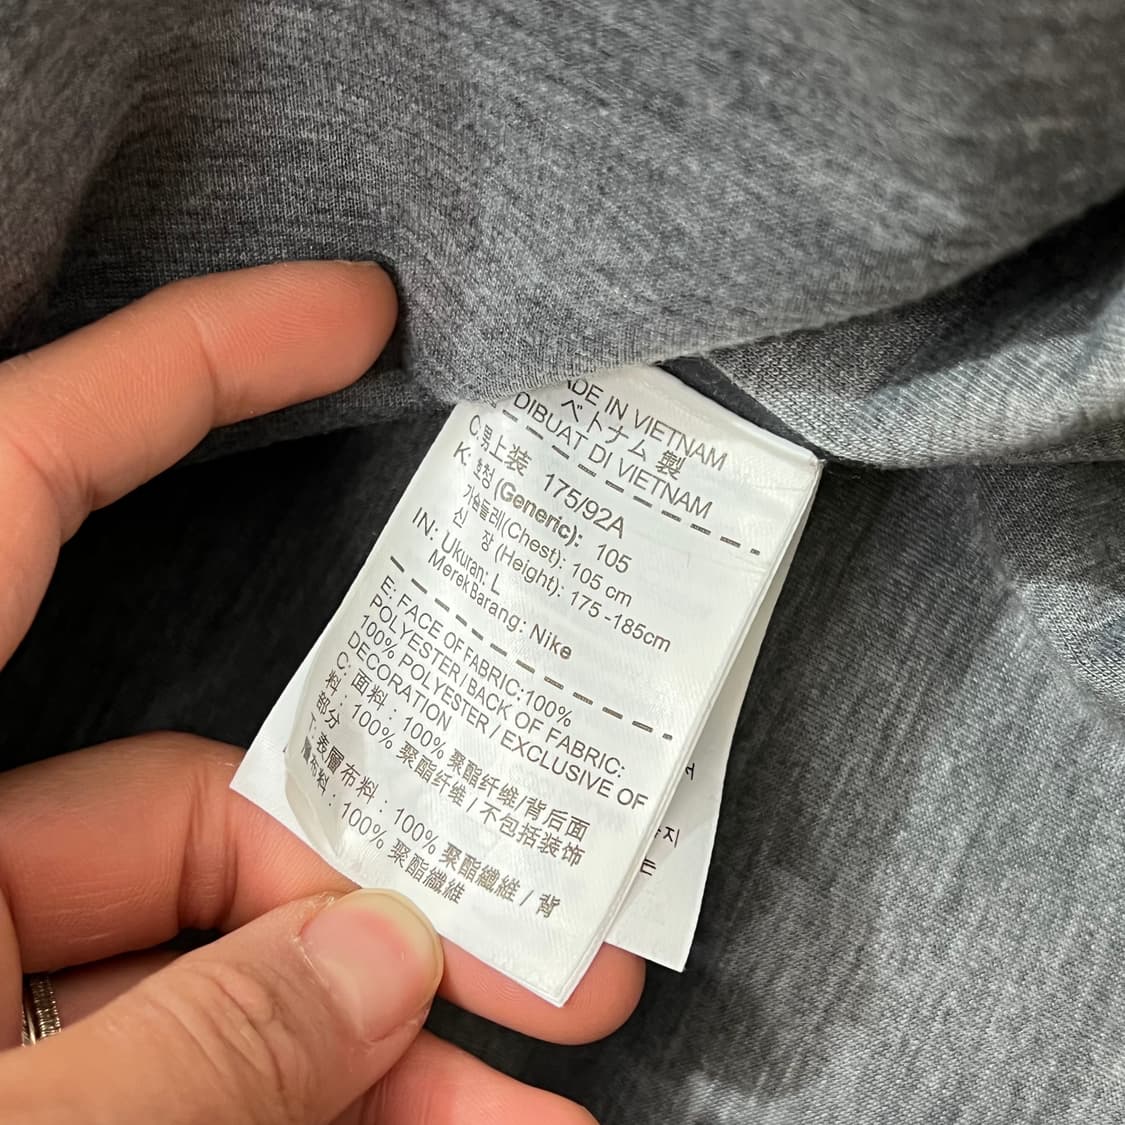 ADE IN VIETNAM
ベトナム 製
DIBUAT DI VIETNAM
C: 男上装 175/92A
K: 호칭 (Generic): 105
가슴둘레(Chest): 105 cm
신 장 (Height): 175 -185cm
IN: Ukuran: L
Merek Barang: Nike
E: FACE OF FABRIC:100%
POLYESTER/BACK OF FABRIC:
100% POLYESTER / EXCLUSIVE OF
DECORATION
C: 面料: 100% 聚酯纤维/背后面
料: 100% 聚酯纤维 / 不包括装饰
部分
T: 表層布料: 100% 聚酯纖維 / 背
層布料: 100% 聚酯纖維
지